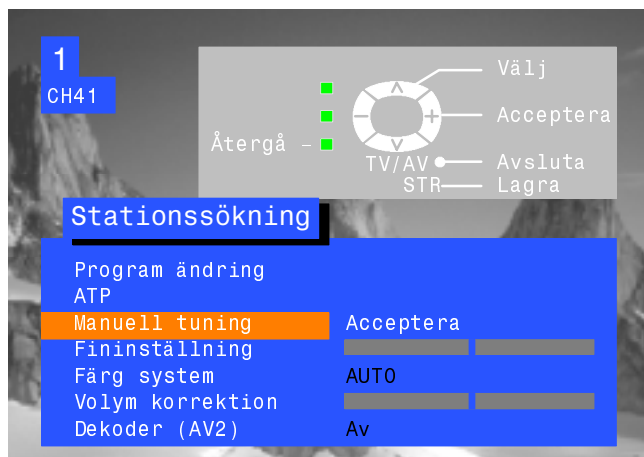 1
CH41
Välj
Acceptera
Återgå –
TV/AV Avsluta
STR Lagra
Stationssökning
Program ändring
ATP
Manuell tuning Acceptera
Fininställning
Färg system AUTO
Volym korrektion
Dekoder (AV2) Av